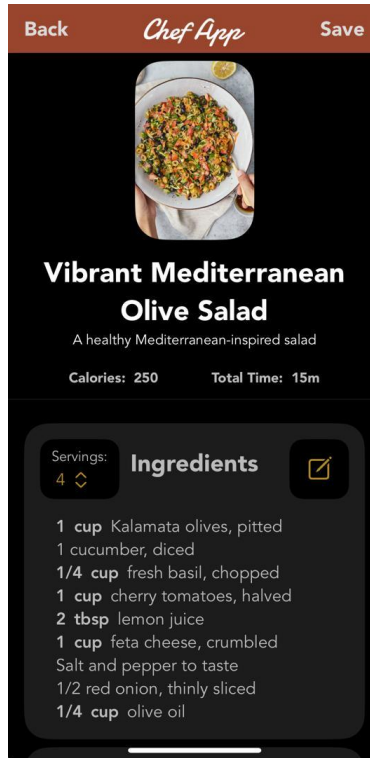 Back Chef App Save
Vibrant Mediterranean
Olive Salad
A healthy Mediterranean-inspired salad
Calories: 250 Total Time: 15m
Servings:
4
Ingredients
1 cup Kalamata olives, pitted
1 cucumber, diced
1/4 cup fresh basil, chopped
1 cup cherry tomatoes, halved
2 tbsp lemon juice
1 cup feta cheese, crumbled
Salt and pepper to taste
1/2 red onion, thinly sliced
1/4 cup olive oil